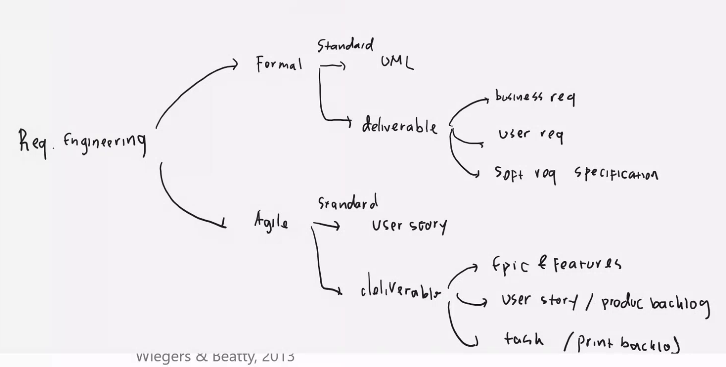 Req. Engineering
Formal
Standard
UML
deliverable
business req
user req
soft req specification
Agile
Standard
user story
deliverable
Epic & Features
user story / produc backlog
task /print backlog
Wiegers & Beatty, 2013